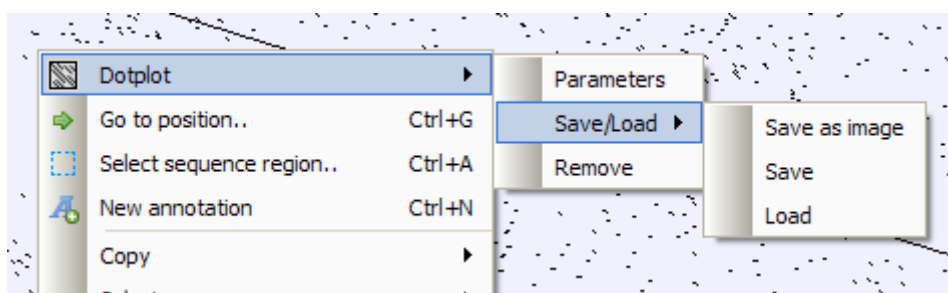 Dotplot
Go to position.. Ctrl+G
Select sequence region.. Ctrl+A
New annotation Ctrl+N
Copy
Parameters
Save/Load
Remove
Save as image
Save
Load